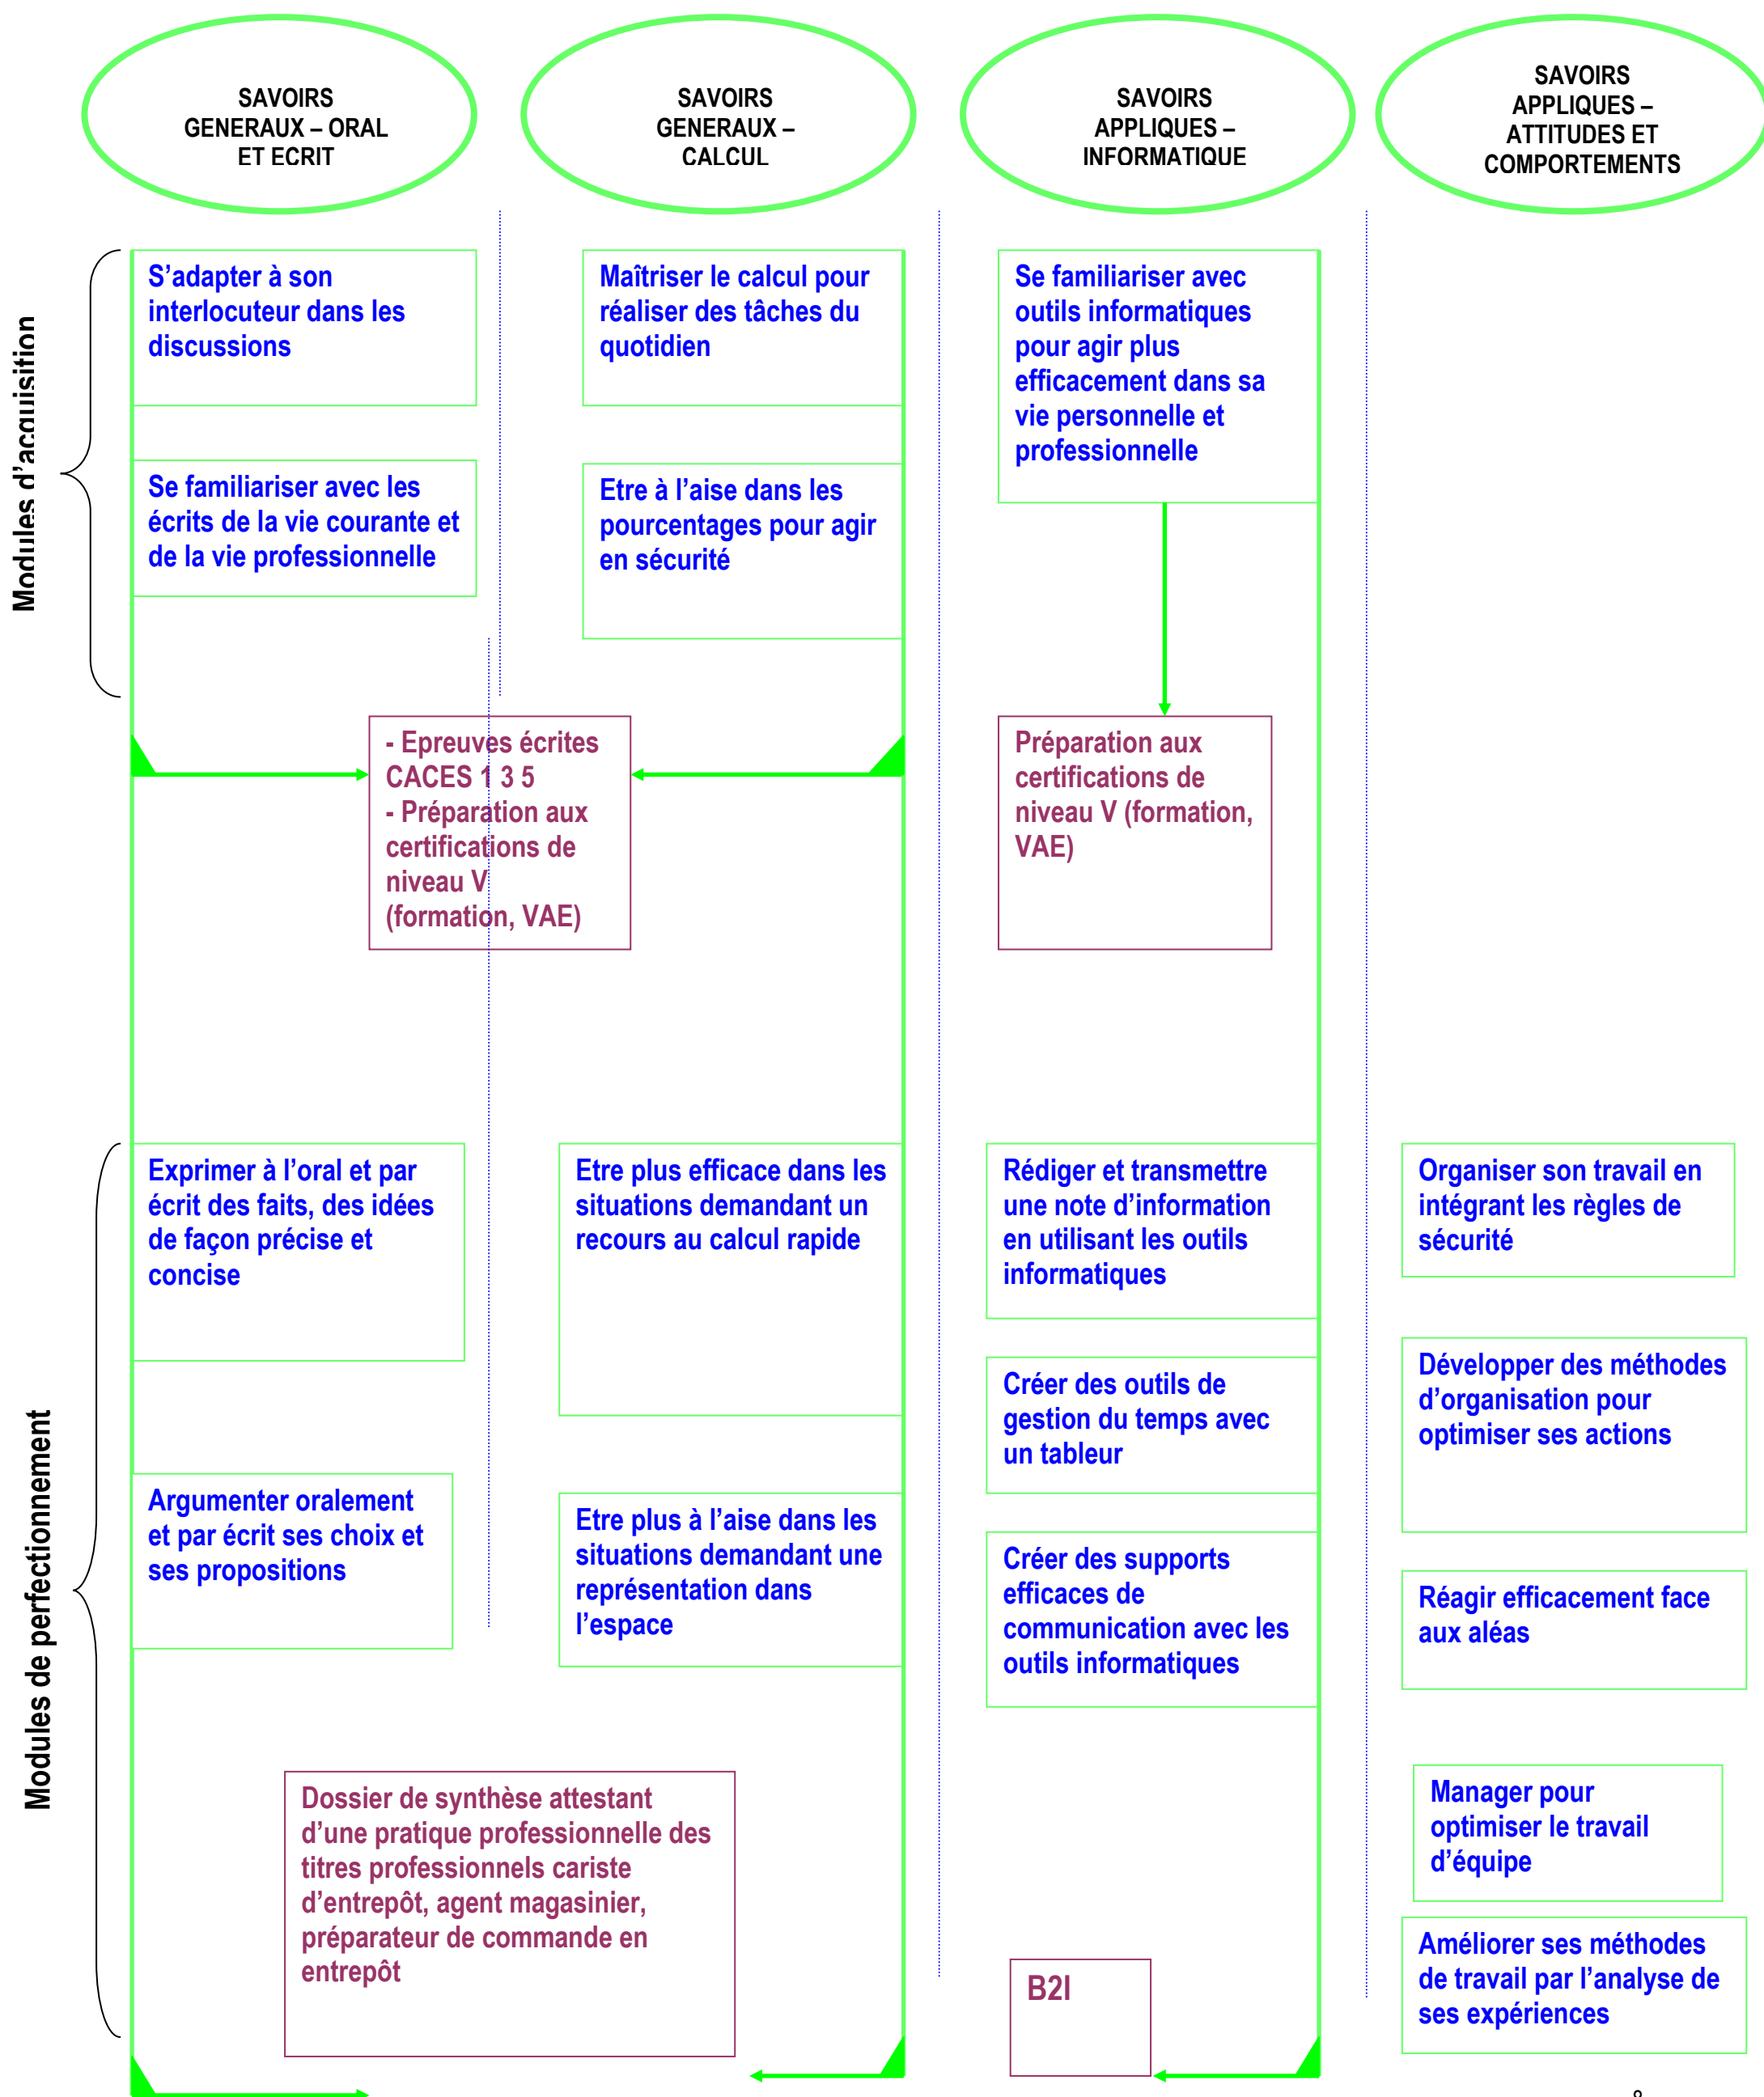 SAVOIRS
GENERAUX – ORAL
ET ECRIT
SAVOIRS
GENERAUX –
CALCUL
SAVOIRS
APPLIQUES –
INFORMATIQUE
SAVOIRS
APPLIQUES –
ATTITUDES ET
COMPORTEMENTS
Modules d’acquisition
S’adapter à son
interlocuteur dans les
discussions
Maîtriser le calcul pour
réaliser des tâches du
quotidien
Se familiariser avec
outils informatiques
pour agir plus
efficacement dans sa
vie personnelle et
professionnelle
Se familiariser avec les
écrits de la vie courante et
de la vie professionnelle
Etre à l’aise dans les
pourcentages pour agir
en sécurité
- Epreuves écrites
CACES 1 3 5
- Préparation aux
certifications de
niveau V
(formation, VAE)
Préparation aux
certifications de
niveau V (formation,
VAE)
Modules de perfectionnement
Exprimer à l’oral et par
écrit des faits, des idées
de façon précise et
concise
Etre plus efficace dans les
situations demandant un
recours au calcul rapide
Rédiger et transmettre
une note d’information
en utilisant les outils
informatiques
Organiser son travail en
intégrant les règles de
sécurité
Créer des outils de
gestion du temps avec
un tableur
Développer des méthodes
d’organisation pour
optimiser ses actions
Argumenter oralement
et par écrit ses choix et
ses propositions
Etre plus à l’aise dans les
situations demandant une
représentation dans
l’espace
Créer des supports
efficaces de
communication avec les
outils informatiques
Réagir efficacement face
aux aléas
Dossier de synthèse attestant
d’une pratique professionnelle des
titres professionnels cariste
d’entrepôt, agent magasinier,
préparateur de commande en
entrepôt
B2I
Manager pour
optimiser le travail
d’équipe
Améliorer ses méthodes
de travail par l’analyse de
ses expériences